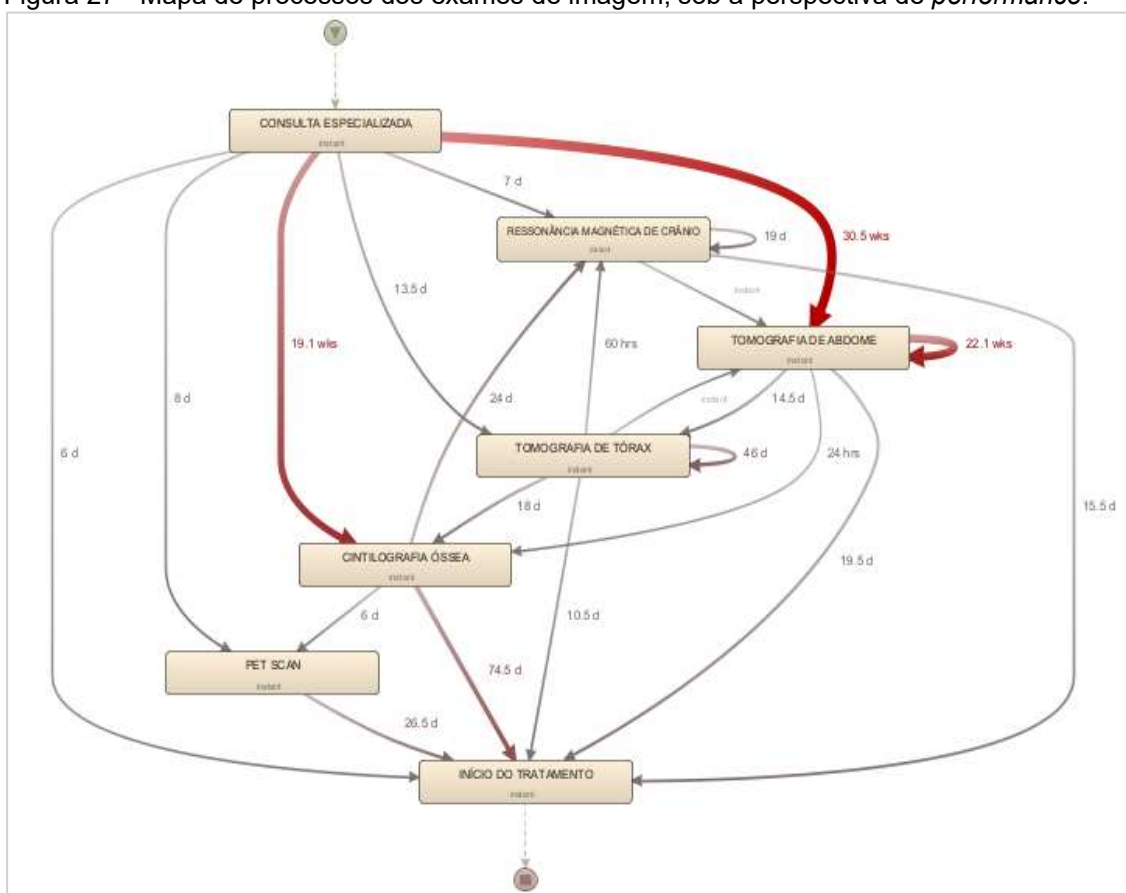 Figura 27 - Mapa de processos dos exames de imagem, sob a perspectiva de performance.
CONSULTA ESPECIALIZADA
instant
7 d
RESSONÂNCIA MAGNÉTICA DE CRÂNIO
instant
19 d
30.5 wks
13.5 d
instant
19.1 wks
60 hrs
TOMOGRAFIA DE ABDOME
instant
22.1 wks
8 d
24 d
instant
14.5 d
6 d
TOMOGRAFIA DE TÓRAX
instant
46 d
24 hrs
18 d
15.5 d
CINTILOGRAFIA ÓSSEA
instant
19.5 d
6 d
10.5 d
PET SCAN
instant
74.5 d
26.5 d
INÍCIO DO TRATAMENTO
instant